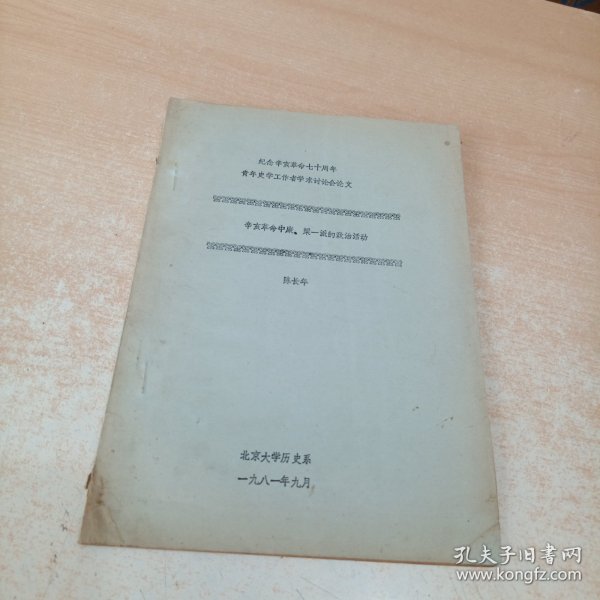 纪念辛亥革命七十周年
青年史学工作者学术讨论会论文
辛亥革命中康、梁一派的政治活动
陈长年
北京大学历史系
一九八一年九月
孔夫子旧书网
www.kongfz.com